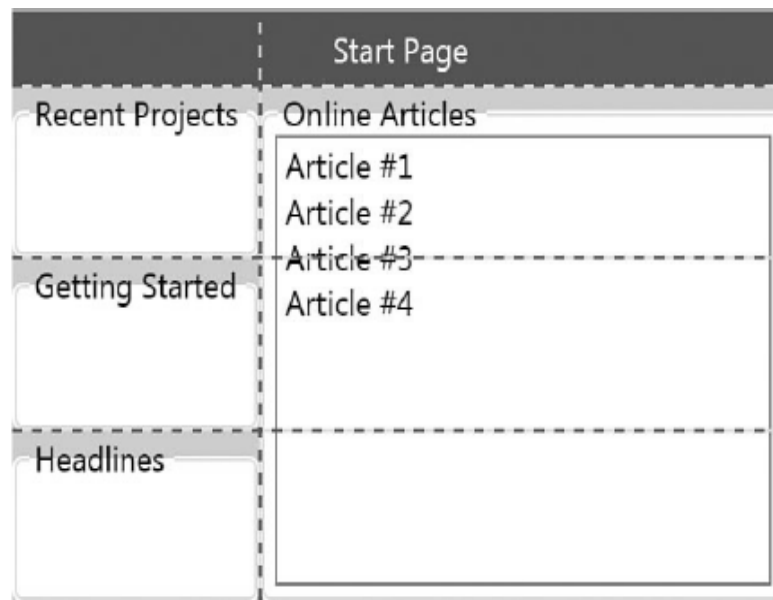 Start Page
Recent Projects
Online Articles
Article #1
Article #2
Article #3
Article #4
Getting Started
Headlines